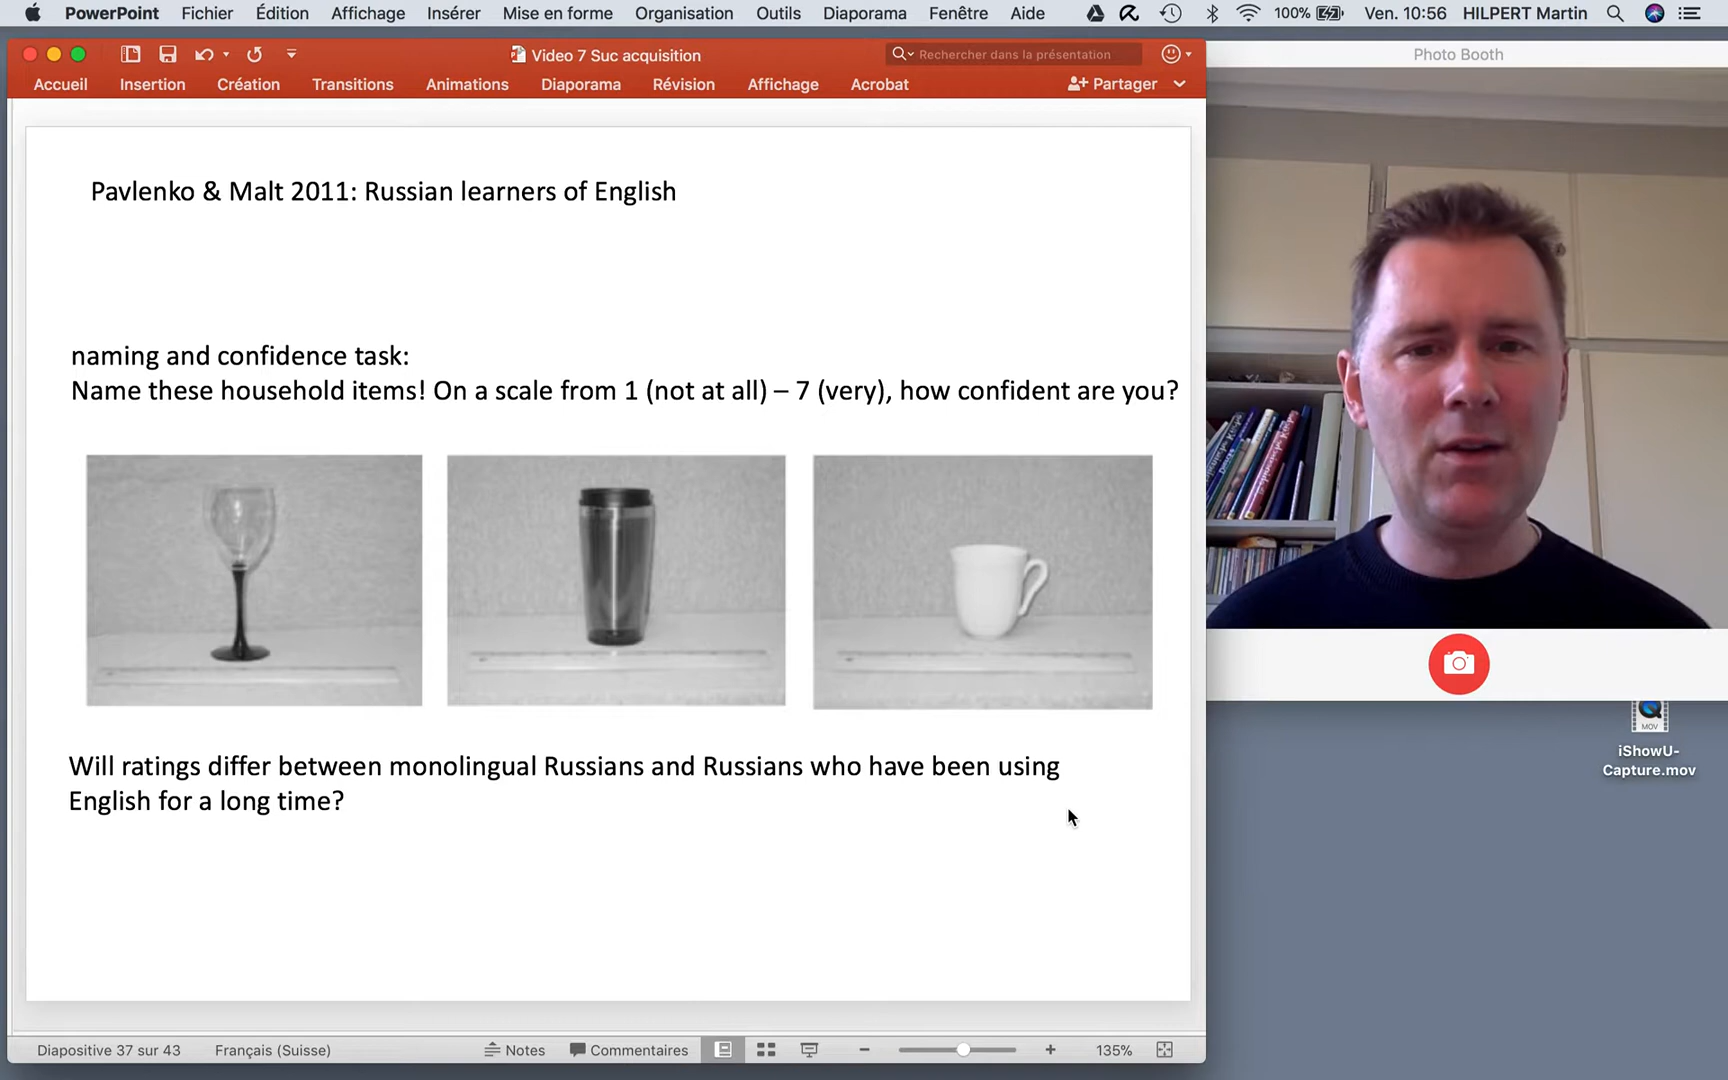 PowerPoint Fichier Édition Affichage Insérer Mise en forme Organisation Outils Diaporama Fenêtre Aide 100% Ven. 10:56 HILPERT Martin
Video 7 Suc acquisition
Rechercher dans la présentation
Photo Booth
Accueil Insertion Création Transitions Animations Diaporama Révision Affichage Acrobat Partager
Pavlenko & Malt 2011: Russian learners of English
naming and confidence task:
Name these household items! On a scale from 1 (not at all) – 7 (very), how confident are you?
Will ratings differ between monolingual Russians and Russians who have been using
English for a long time?
MOV
iShowU-
Capture.mov
Diapositive 37 sur 43 Français (Suisse) Notes Commentaires 135%